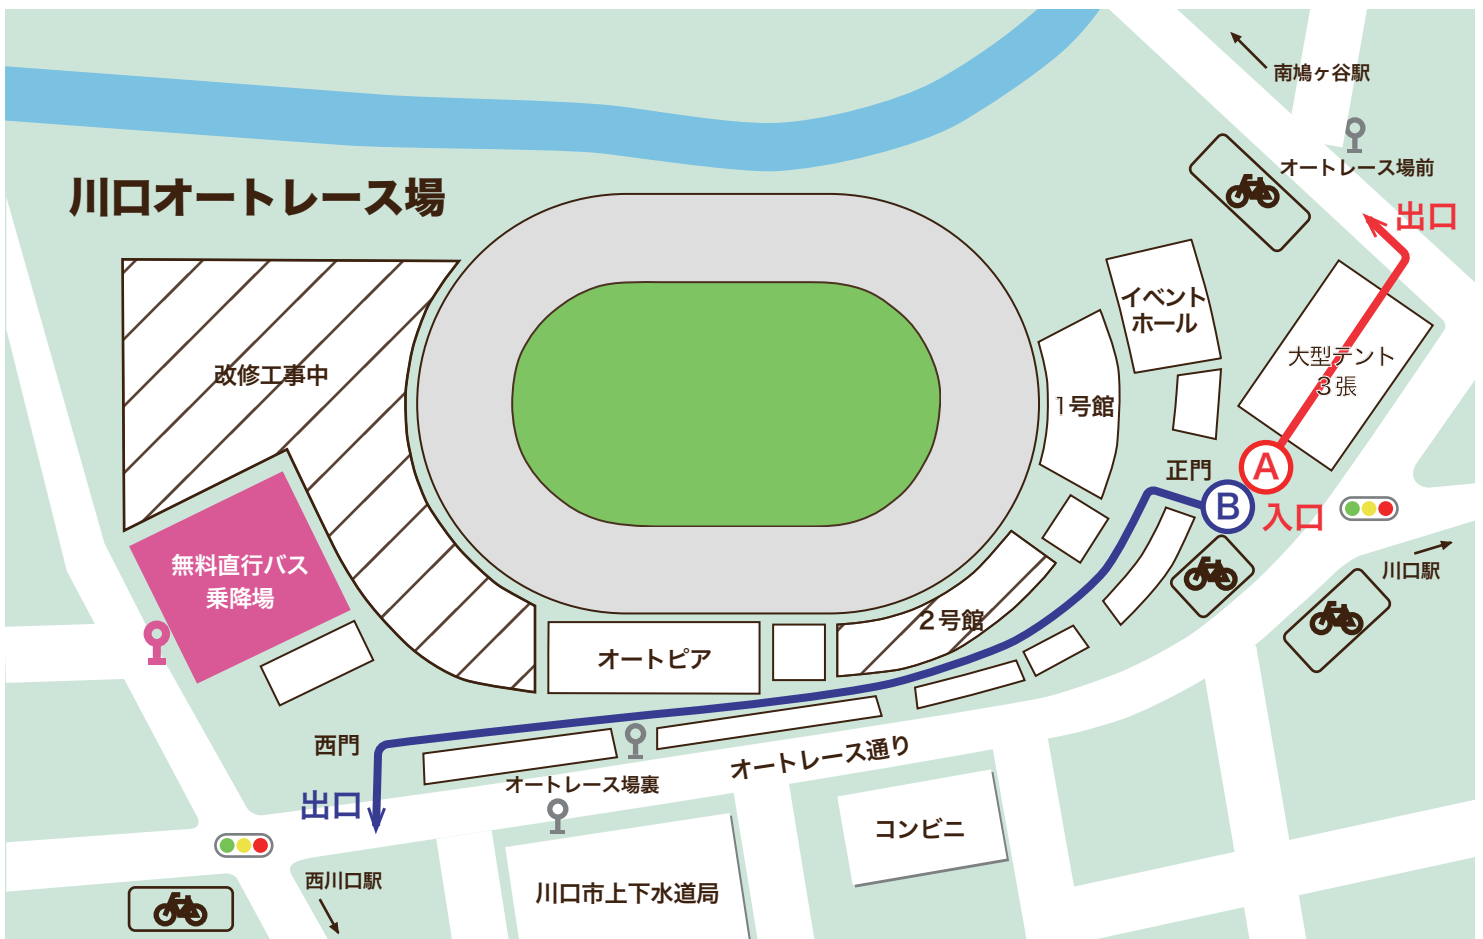 南鳩ヶ谷駅
オートレース場前
川口オートレース場
出口
イベント
ホール
大型テント
3張
改修工事中
1号館
正門
A
B
入口
川口駅
無料直行バス
乗降場
2号館
オートピア
西門
オートレース通り
オートレース場裏
出口
コンビニ
西川口駅
川口市上下水道局